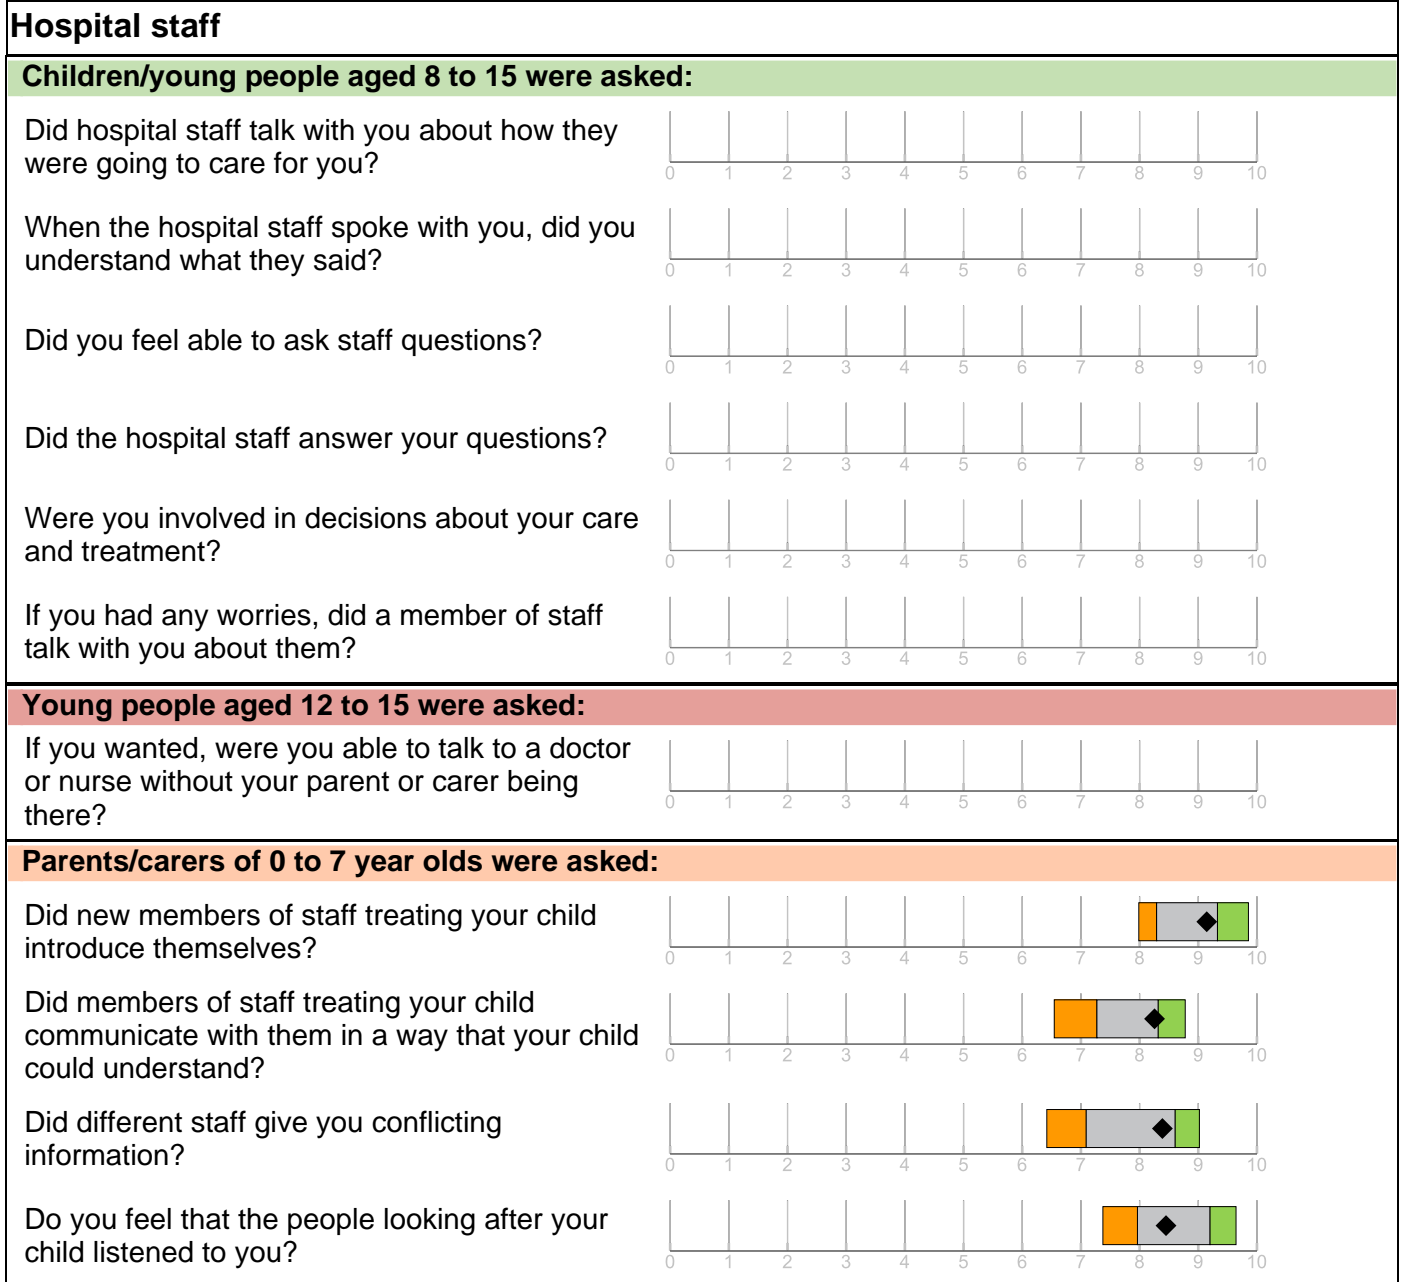 Hospital staff
Children/young people aged 8 to 15 were asked:
Did hospital staff talk with you about how they
were going to care for you?
0 1 2 3 4 5 6 7 8 9 10
When the hospital staff spoke with you, did you
understand what they said?
0 1 2 3 4 5 6 7 8 9 10
Did you feel able to ask staff questions?
0 1 2 3 4 5 6 7 8 9 10
Did the hospital staff answer your questions?
0 1 2 3 4 5 6 7 8 9 10
Were you involved in decisions about your care
and treatment?
0 1 2 3 4 5 6 7 8 9 10
If you had any worries, did a member of staff
talk with you about them?
0 1 2 3 4 5 6 7 8 9 10
Young people aged 12 to 15 were asked:
If you wanted, were you able to talk to a doctor
or nurse without your parent or carer being
there?
0 1 2 3 4 5 6 7 8 9 10
Parents/carers of 0 to 7 year olds were asked:
Did new members of staff treating your child
introduce themselves?
0 1 2 3 4 5 6 7 8 9 10
Did members of staff treating your child
communicate with them in a way that your child
could understand?
0 1 2 3 4 5 6 7 8 9 10
Did different staff give you conflicting
information?
0 1 2 3 4 5 6 7 8 9 10
Do you feel that the people looking after your
child listened to you?
0 1 2 3 4 5 6 7 8 9 10